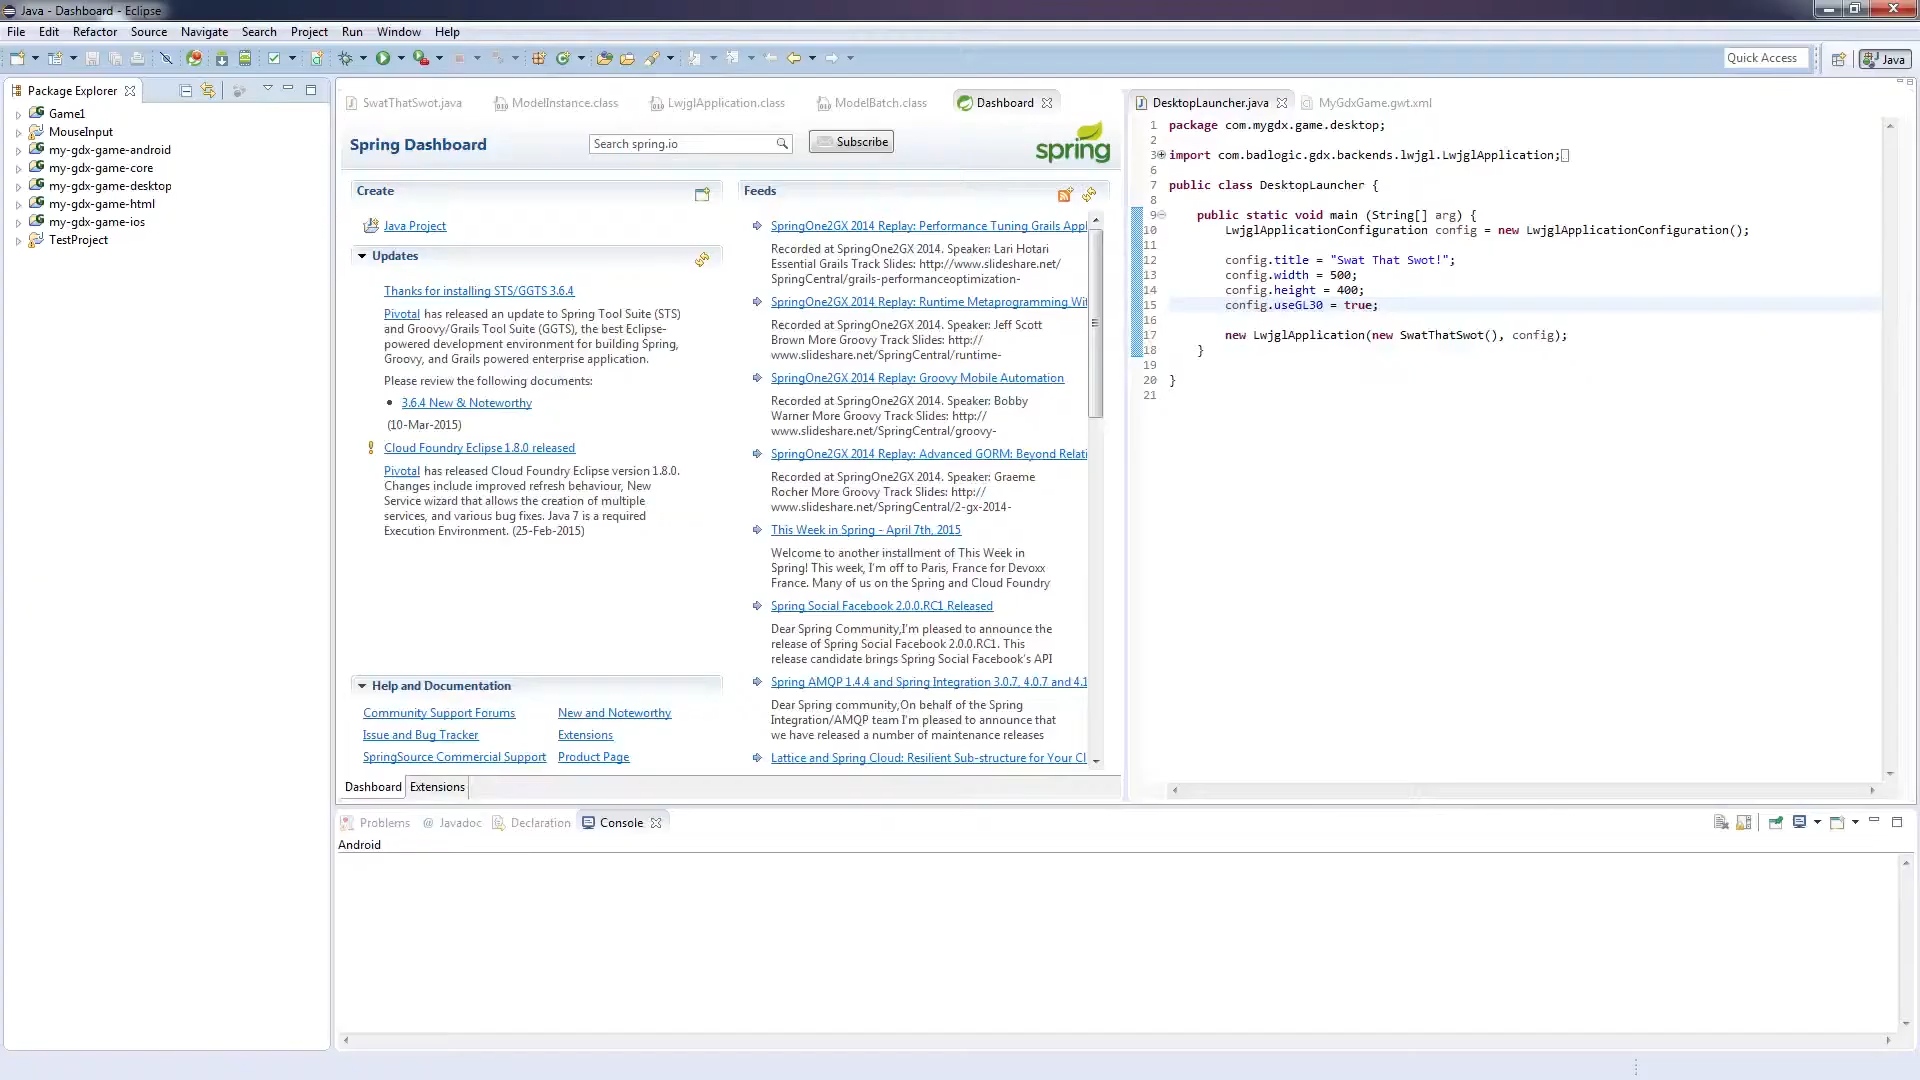 Java - Dashboard - Eclipse
File Edit Refactor Source Navigate Search Project Run Window Help
Quick Access
Java
Package Explorer
Game1
MouseInput
my-gdx-game-android
my-gdx-game-core
my-gdx-game-desktop
my-gdx-game-html
my-gdx-game-ios
TestProject
SwatThatSwot.java ModelInstance.class LwjglApplication.class ModelBatch.class Dashboard
Spring Dashboard
Search spring.io
Subscribe
spring
Create
Java Project
Updates
Thanks for installing STS/GGTS 3.6.4
Pivotal has released an update to Spring Tool Suite (STS)
and Groovy/Grails Tool Suite (GGTS), the best Eclipse-
powered development environment for building Spring,
Groovy, and Grails powered enterprise application.
Please review the following documents:
3.6.4 New & Noteworthy
(10-Mar-2015)
Cloud Foundry Eclipse 1.8.0 released
Pivotal has released Cloud Foundry Eclipse version 1.8.0.
Changes include improved refresh behaviour, New
Service wizard that allows the creation of multiple
services, and various bug fixes. Java 7 is a required
Execution Environment. (25-Feb-2015)
Help and Documentation
Community Support Forums New and Noteworthy
Issue and Bug Tracker Extensions
SpringSource Commercial Support Product Page
Feeds
SpringOne2GX 2014 Replay: Performance Tuning Grails Appl
Recorded at SpringOne2GX 2014. Speaker: Lari Hotari
Essential Grails Track Slides: http://www.slideshare.net/
SpringCentral/grails-performanceoptimization-
SpringOne2GX 2014 Replay: Runtime Metaprogramming Wit
Recorded at SpringOne2GX 2014. Speaker: Jeff Scott
Brown More Groovy Track Slides: http://
www.slideshare.net/SpringCentral/runtime-
SpringOne2GX 2014 Replay: Groovy Mobile Automation
Recorded at SpringOne2GX 2014. Speaker: Bobby
Warner More Groovy Track Slides: http://
www.slideshare.net/SpringCentral/groovy-
SpringOne2GX 2014 Replay: Advanced GORM: Beyond Relati
Recorded at SpringOne2GX 2014. Speaker: Graeme
Rocher More Groovy Track Slides: http://
www.slideshare.net/SpringCentral/2-gx-2014-
This Week in Spring - April 7th, 2015
Welcome to another installment of This Week in
Spring! This week, I'm off to Paris, France for Devoxx
France. Many of us on the Spring and Cloud Foundry
Spring Social Facebook 2.0.0.RC1 Released
Dear Spring Community,I'm pleased to announce the
release of Spring Social Facebook 2.0.0.RC1. This
release candidate brings Spring Social Facebook's API
Spring AMQP 1.4.4 and Spring Integration 3.0.7, 4.0.7 and 4.1
Dear Spring community,On behalf of the Spring
Integration/AMQP team I'm pleased to announce that
we have released a number of maintenance releases
Lattice and Spring Cloud: Resilient Sub-structure for Your Cl
Dashboard Extensions
DesktopLauncher.java MyGdxGame.gwt.xml
1 package com.mygdx.game.desktop;
2
3 import com.badlogic.gdx.backends.lwjgl.LwjglApplication;
6
7 public class DesktopLauncher {
8
9 public static void main (String[] arg) {
10 LwjglApplicationConfiguration config = new LwjglApplicationConfiguration();
11
12 config.title = "Swat That Swot!";
13 config.width = 500;
14 config.height = 400;
15 config.useGL30 = true;
16
17 new LwjglApplication(new SwatThatSwot(), config);
18 }
19
20 }
21
Problems @ Javadoc Declaration Console
Android